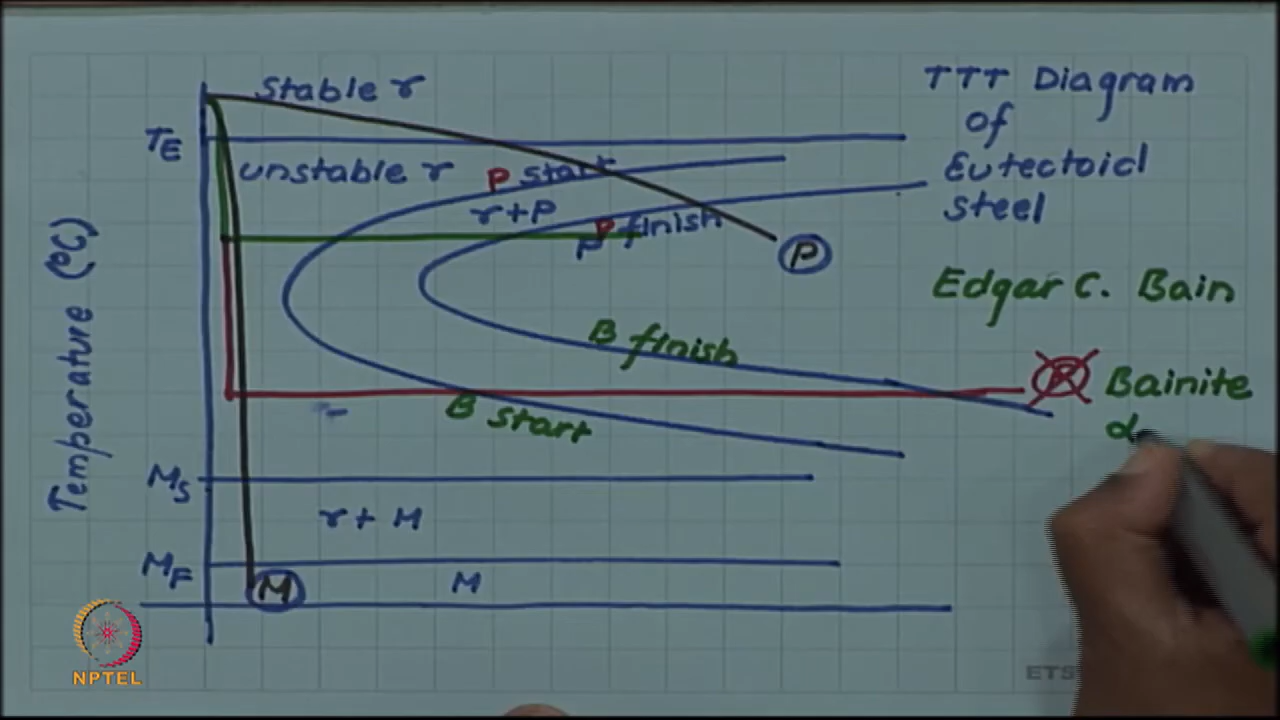 TTT Diagram
of
Eutectoid
Steel
Stable r
TE
unstable r
P start
r+P
P finish
P
P
Temperature (°C)
Edgar C. Bain
B finish
Bainite
α
B start
MS
r + M
MF
M
M
NPTEL
ETS